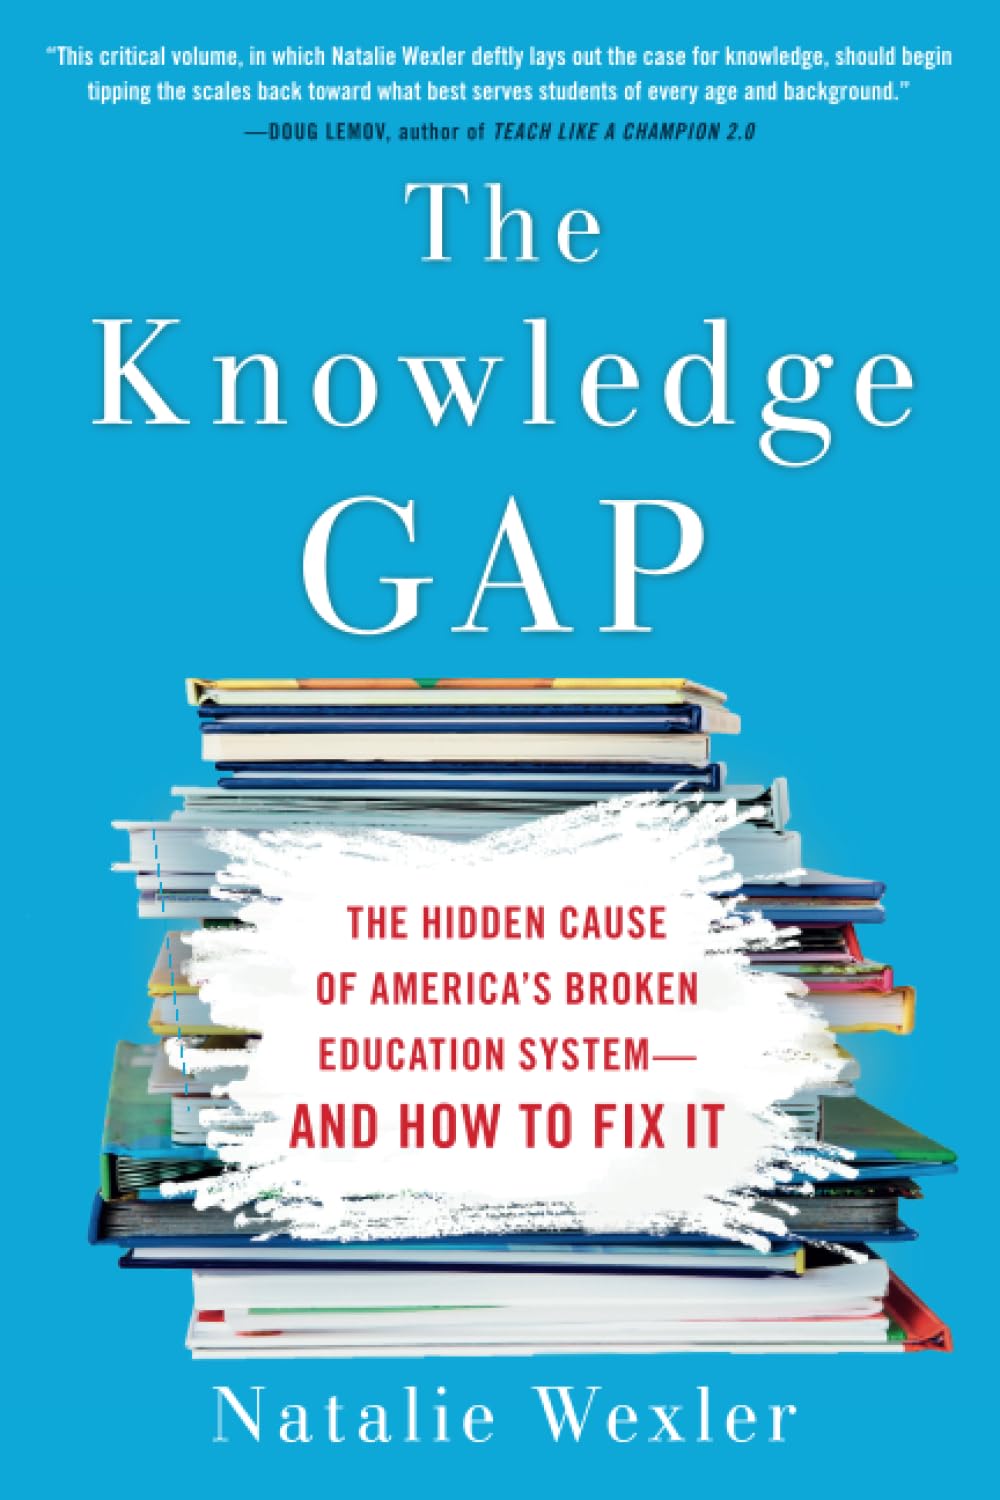 “This critical volume, in which Natalie Wexler deftly lays out the case for knowledge, should begin
tipping the scales back toward what best serves students of every age and background.”
—DOUG LEMOV, author of TEACH LIKE A CHAMPION 2.0
The
Knowledge
GAP
THE HIDDEN CAUSE
OF AMERICA’S BROKEN
EDUCATION SYSTEM—
AND HOW TO FIX IT
Natalie Wexler